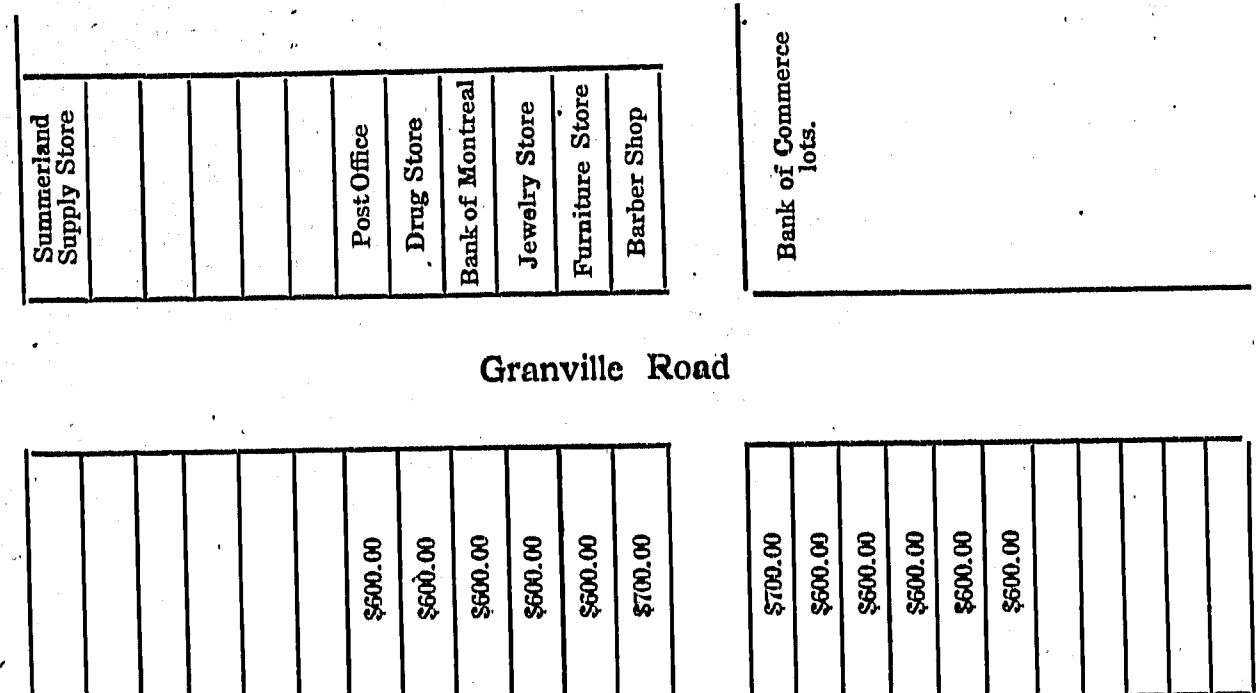 Summerland
Supply Store
Post Office
Drug Store
Bank of Montreal
Jewelry Store
Furniture Store
Barber Shop
Bank of Commerce
lots.
Granville Road
$600.00
$600.00
$600.00
$600.00
$600.00
$700.00
$700.00
$600.00
$600.00
$600.00
$600.00
$600.00